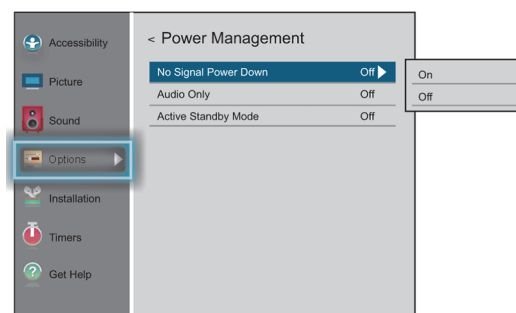 Accessibility
Picture
Sound
Options
Installation
Timers
Get Help
< Power Management
No Signal Power Down Off
Audio Only Off
Active Standby Mode Off
On
Off